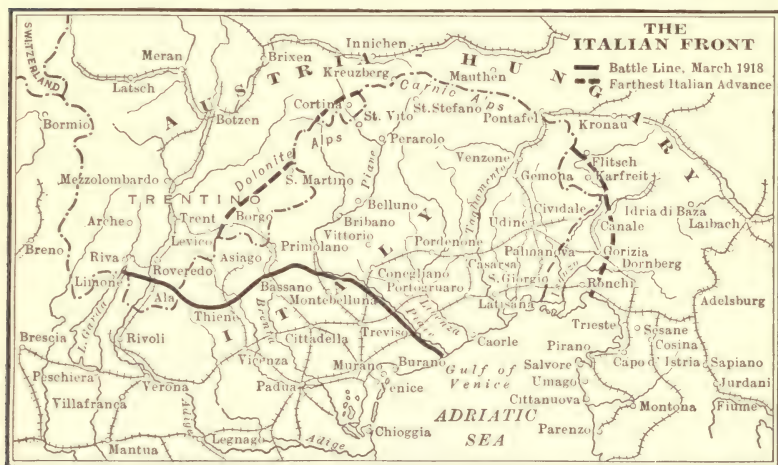 THE
ITALIAN FRONT
Battle Line, March 1918
Farthest Italian Advance
SWITZERLAND
AUSTRIA-HUNGARY
Innichen
Brixen
Meran
Kreuzberg
Mauthen
Latsch
Carnic Alps
Cortina
St. Stefano
Pontafel
Kronau
Bormio
Botzen
St. Vito
Dolonite Alps
Perarolo
Venzone
Flitsch
Karfreit
Gemona
Mezzolombardo
S. Martino
Piave
Tagliamento
TRENTINO
Belluno
Cividale
Idria di Baza
Arche
Trent
Borgo
Bribano
Udine
Canale
Laibach
Breno
Levico
Vittorio
Pordenone
Primolano
Palmanova
Gorizia
Riva
Roveredo
Asiago
Conegliano
Casarsa
Dornberg
Limone
Bassano
Portogruaro
S. Giorgio
Isonzo
Ronchi
Ala
Montebelluna
Livenza
Latisana
Adelsburg
Thiene
Brenta
ITALY
Piave
L. Garda
Treviso
Caorle
Trieste
Sesane
Brescia
Rivoli
Cittadella
Pirano
Cosina
Vicenza
Murano
Burano
Gulf of
Venice
Salvore
Capo d'Istria
Sapiano
Peschiera
Verona
Padua
Venice
Umago
Jurdani
Villafranca
Adige
Cittanuova
Montona
Fiume
Legnago
Chioggia
ADRIATIC
SEA
Parenzo
Mantua
Adige